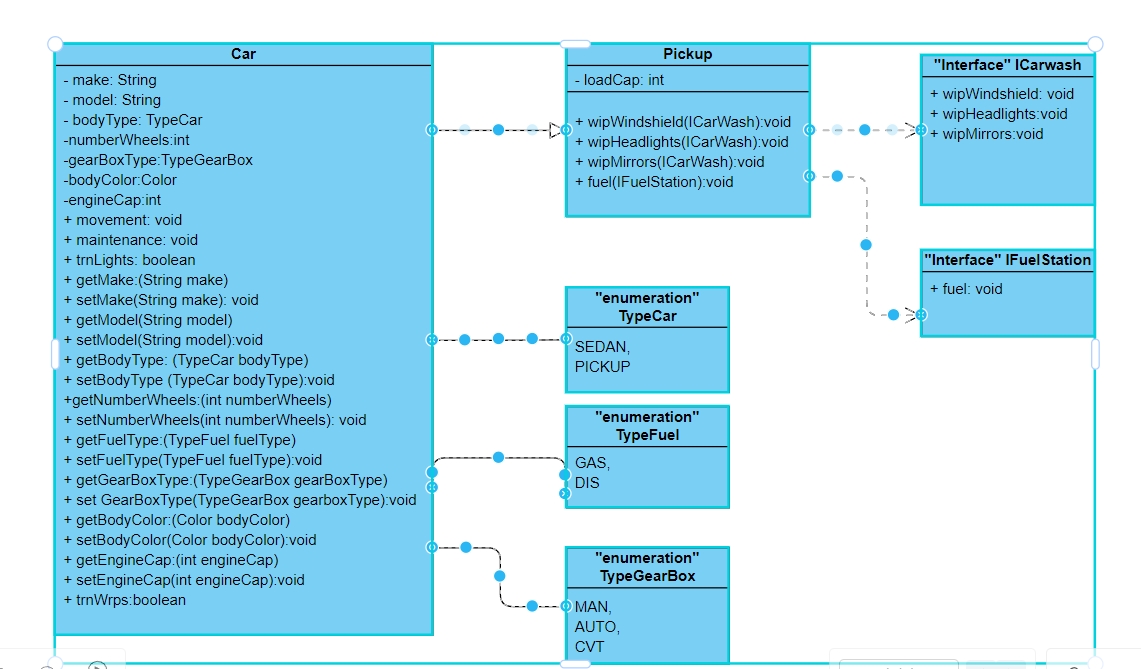 Car
- make: String
- model: String
- bodyType: TypeCar
-numberWheels:int
-gearBoxType:TypeGearBox
-bodyColor:Color
-engineCap:int
+ movement: void
+ maintenance: void
+ trnLights: boolean
+ getMake:(String make)
+ setMake(String make): void
+ getModel(String model)
+ setModel(String model):void
+ getBodyType: (TypeCar bodyType)
+ setBodyType (TypeCar bodyType):void
+getNumberWheels:(int numberWheels)
+ setNumberWheels(int numberWheels): void
+ getFuelType:(TypeFuel fuelType)
+ setFuelType(TypeFuel fuelType):void
+ getGearBoxType:(TypeGearBox gearBoxType)
+ set GearBoxType(TypeGearBox gearboxType):void
+ getBodyColor:(Color bodyColor)
+ setBodyColor(Color bodyColor):void
+ getEngineCap:(int engineCap)
+ setEngineCap(int engineCap):void
+ trnWrps:boolean
Pickup
- loadCap: int
+ wipWindshield(ICarWash):void
+ wipHeadlights(ICarWash):void
+ wipMirrors(ICarWash):void
+ fuel(IFuelStation):void
"Interface" ICarwash
+ wipWindshield: void
+ wipHeadlights:void
+ wipMirrors:void
"Interface" IFuelStation
+ fuel: void
"enumeration"
TypeCar
SEDAN,
PICKUP
"enumeration"
TypeFuel
GAS,
DIS
"enumeration"
TypeGearBox
MAN,
AUTO,
CVT